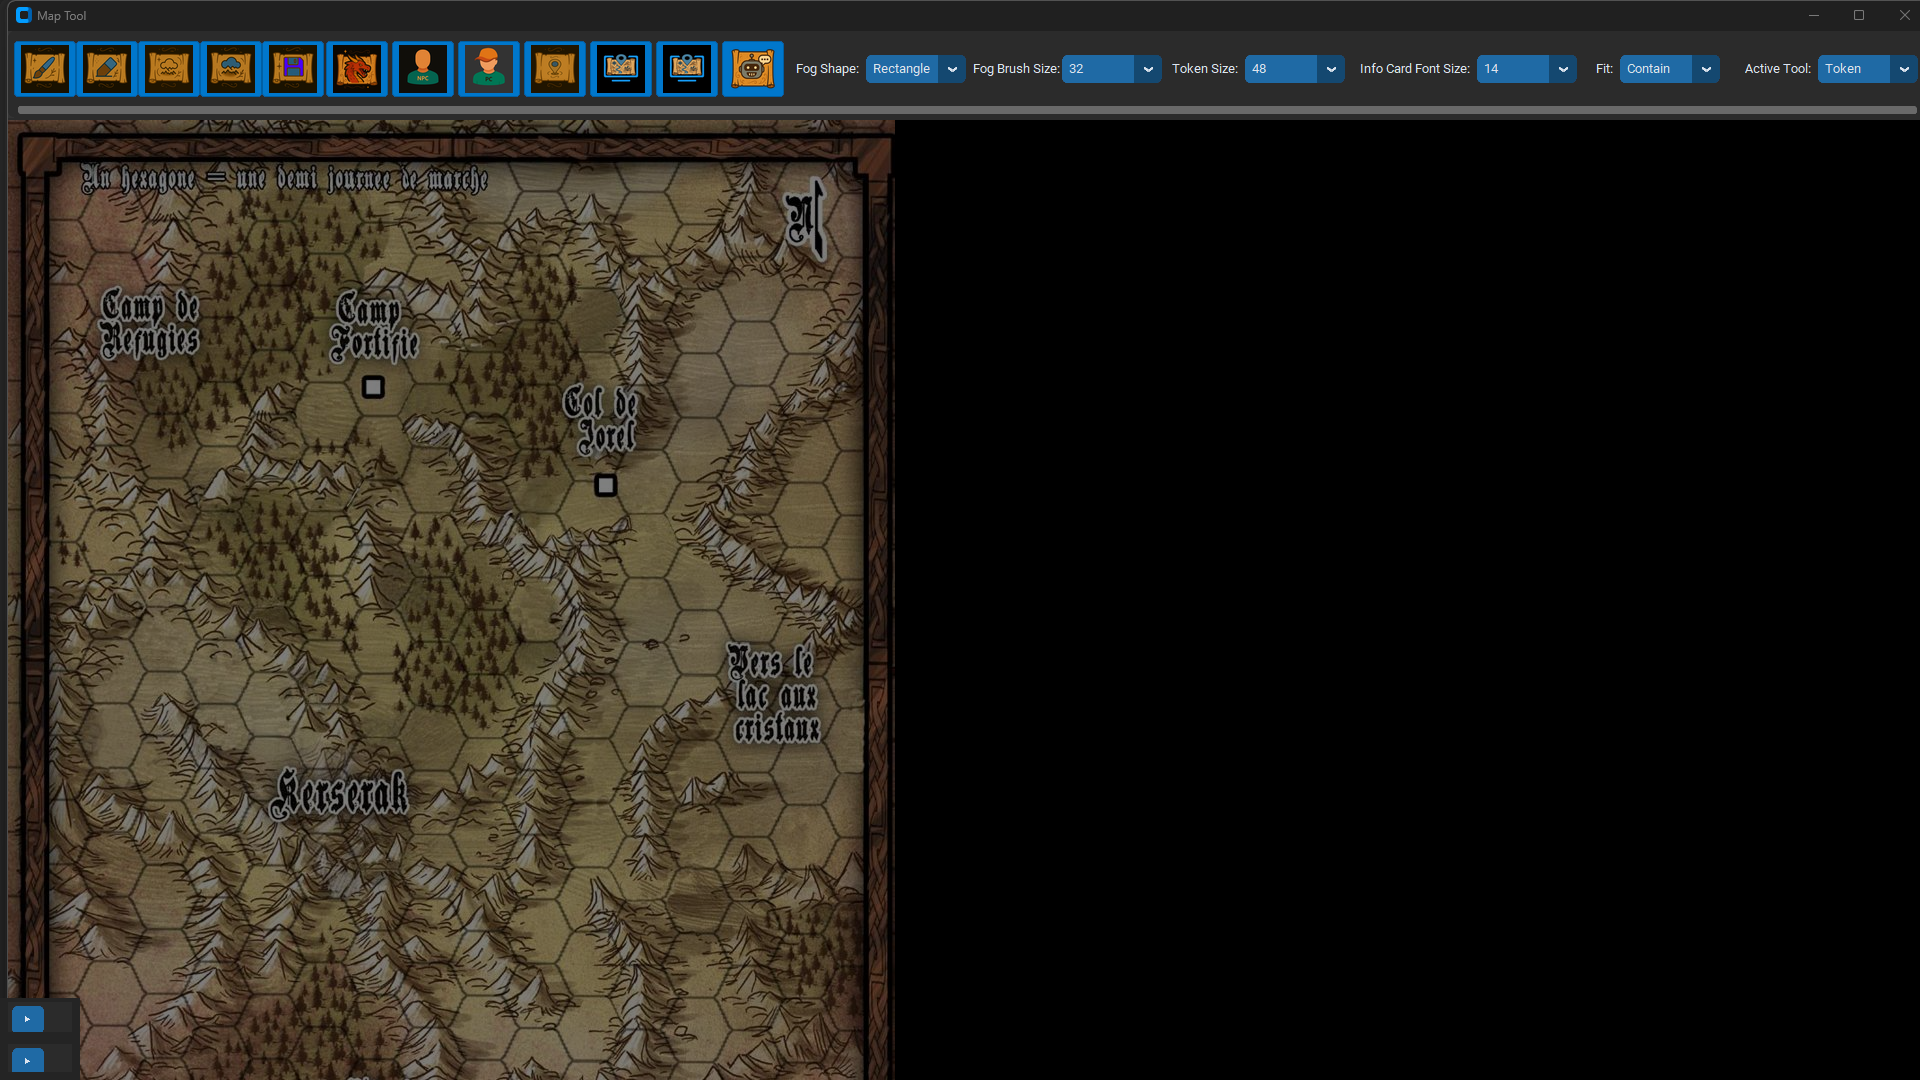 Map Tool
NPC
PC
Fog Shape: Rectangle Fog Brush Size: 32 Token Size: 48 Info Card Font Size: 14 Fit: Contain Active Tool: Token
Un hexagone = une demi journee de marche
N
Camp de
Refugies
Camp
Fortifie
Col de
Jorel
Vers le
lac aux
cristaux
Kerserak